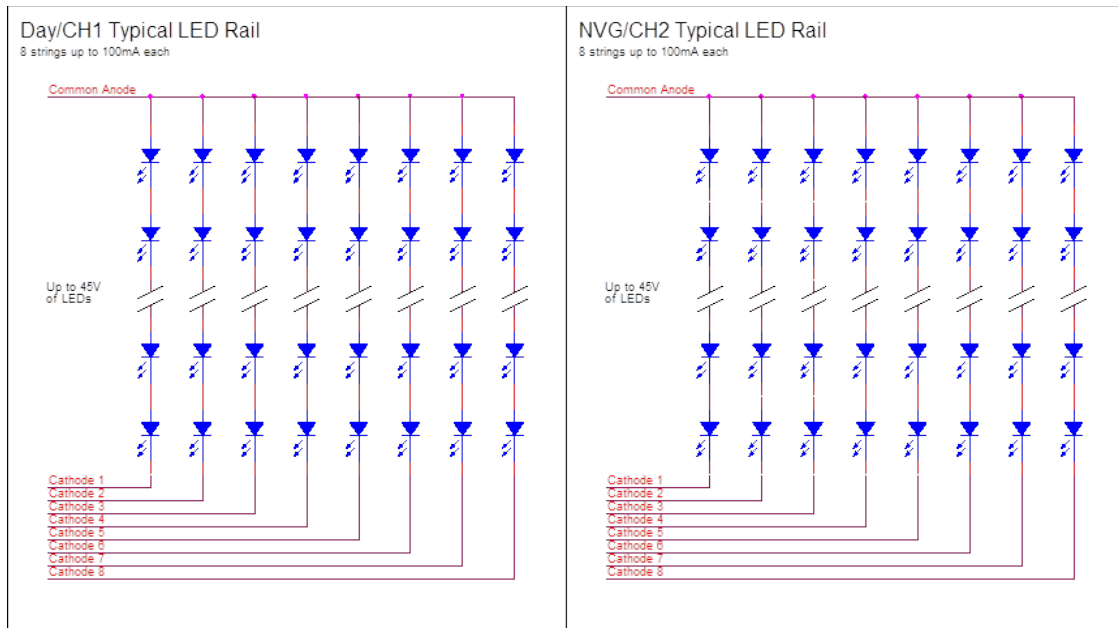 Day/CH1 Typical LED Rail
8 strings up to 100mA each
Common Anode
Up to 45V
of LEDs
Cathode 1
Cathode 2
Cathode 3
Cathode 4
Cathode 5
Cathode 6
Cathode 7
Cathode 8
NVG/CH2 Typical LED Rail
8 strings up to 100mA each
Common Anode
Up to 45V
of LEDs
Cathode 1
Cathode 2
Cathode 3
Cathode 4
Cathode 5
Cathode 6
Cathode 7
Cathode 8